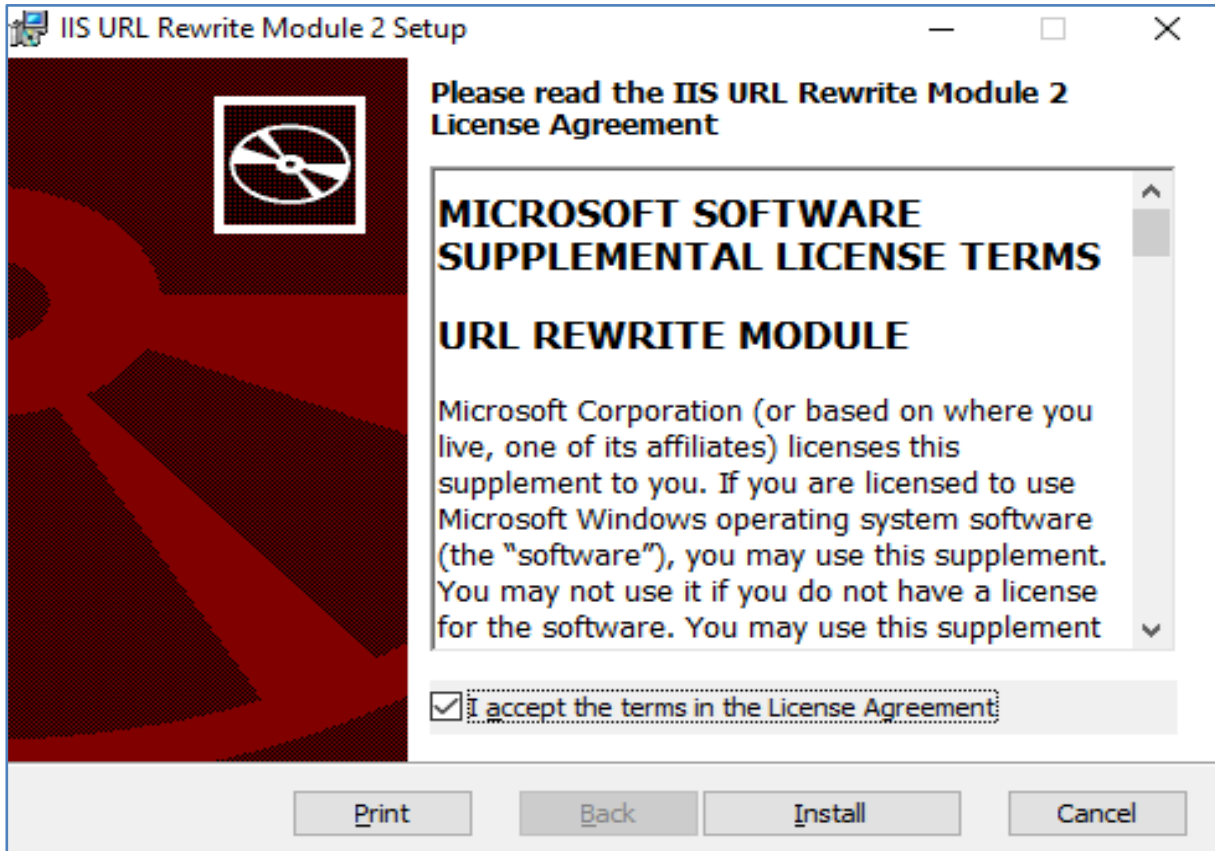 IIS URL Rewrite Module 2 Setup
Please read the IIS URL Rewrite Module 2
License Agreement
MICROSOFT SOFTWARE
SUPPLEMENTAL LICENSE TERMS
URL REWRITE MODULE
Microsoft Corporation (or based on where you
live, one of its affiliates) licenses this
supplement to you. If you are licensed to use
Microsoft Windows operating system software
(the “software”), you may use this supplement.
You may not use it if you do not have a license
for the software. You may use this supplement
I accept the terms in the License Agreement
Print Back Install Cancel